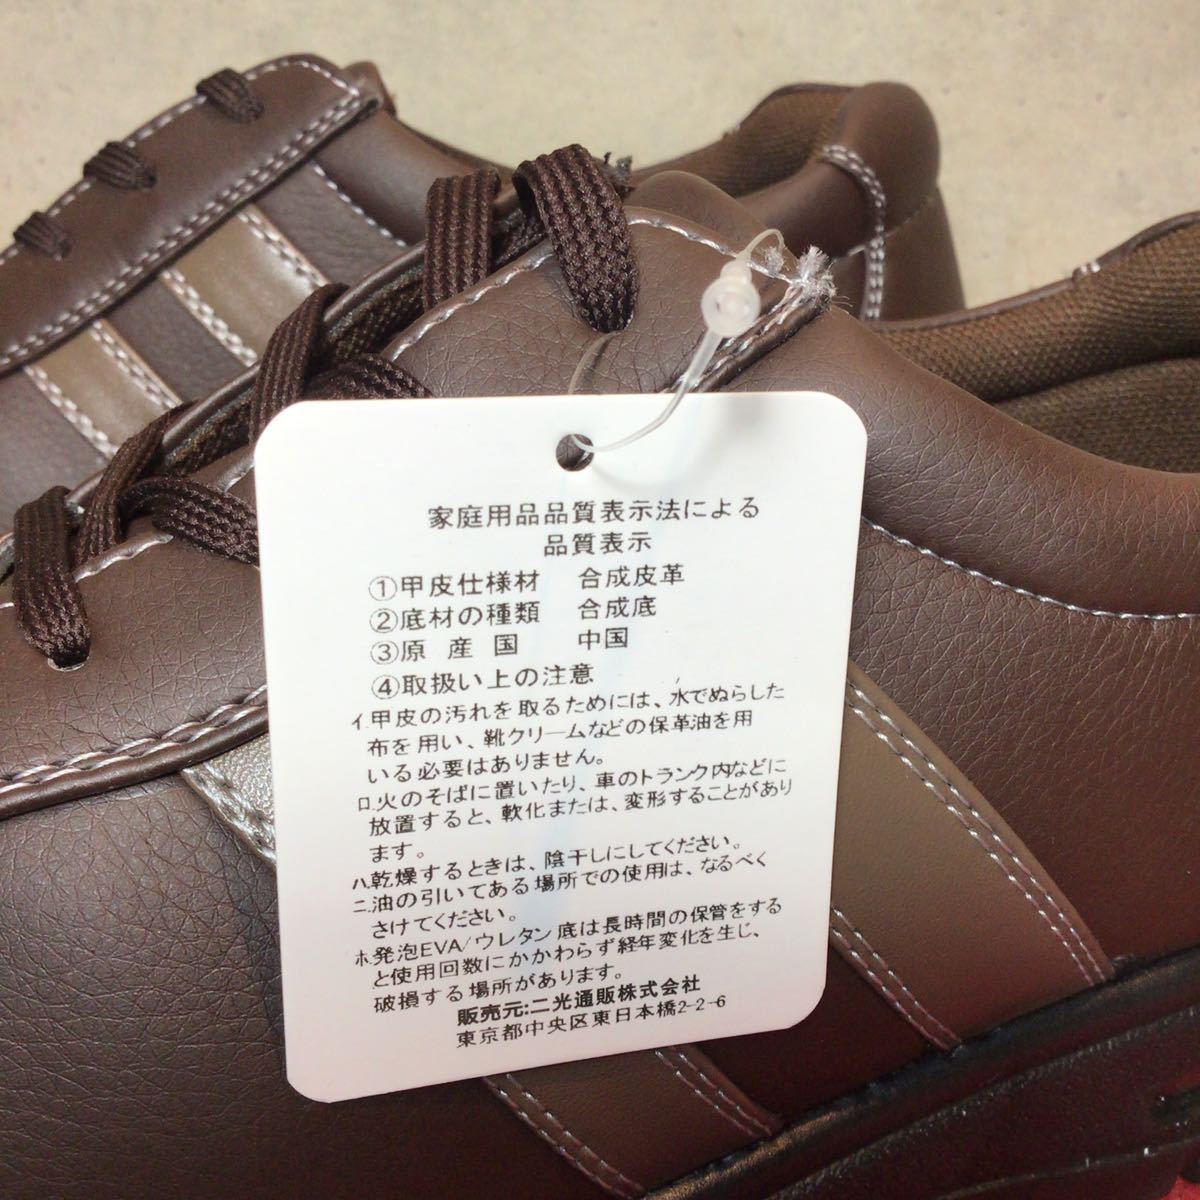 家庭用品品質表示法による
品質表示
①甲皮仕様材 合成皮革
②底材の種類 合成底
③原産国 中国
④取扱い上の注意
イ.甲皮の汚れを取るためには、水でぬらした
布を用い、靴クリームなどの保革油を用
いる必要はありません。
ロ.火のそばに置いたり、車のトランク内などに
放置すると、軟化または、変形することがあり
ます。
ハ.乾燥するときは、陰干しにしてください。
ニ.油の引いてある場所での使用は、なるべく
さけてください。
ホ.発泡EVA/ウレタン底は長時間の保管をする
と使用回数にかかわらず経年変化を生じ、
破損する場所があります。
販売元:二光通販株式会社
東京都中央区東日本橋2-2-6